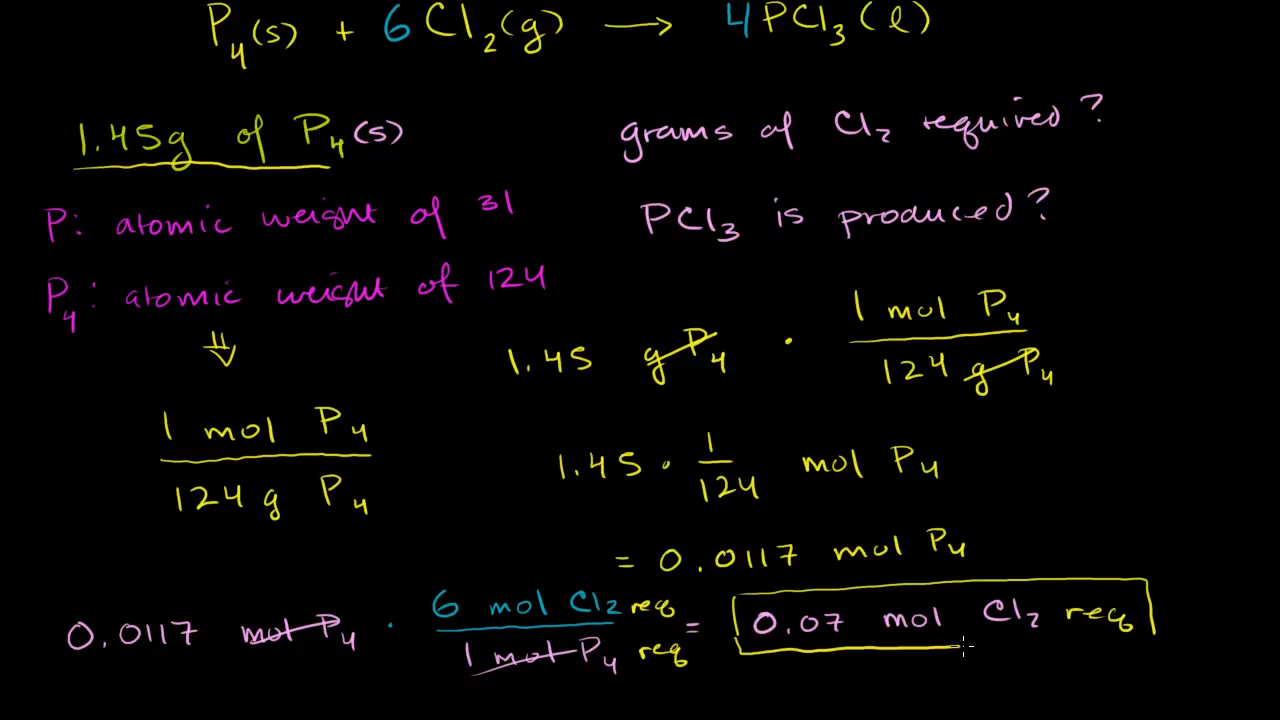 P₄(s) + 6Cl₂(g) → 4PCl₃(l)
1.45g of P₄(s)
grams of Cl₂ required?
P: atomic weight of 31
PCl₃ is produced?
P₄: atomic weight of 124
⇓
1.45 g P₄ · 1 mol P₄ / 124 g P₄
1 mol P₄ / 124 g P₄
1.45 · 1/124 mol P₄
= 0.0117 mol P₄
0.0117 mol P₄ · 6 mol Cl₂ req / 1 mol P₄ req = 0.07 mol Cl₂ req